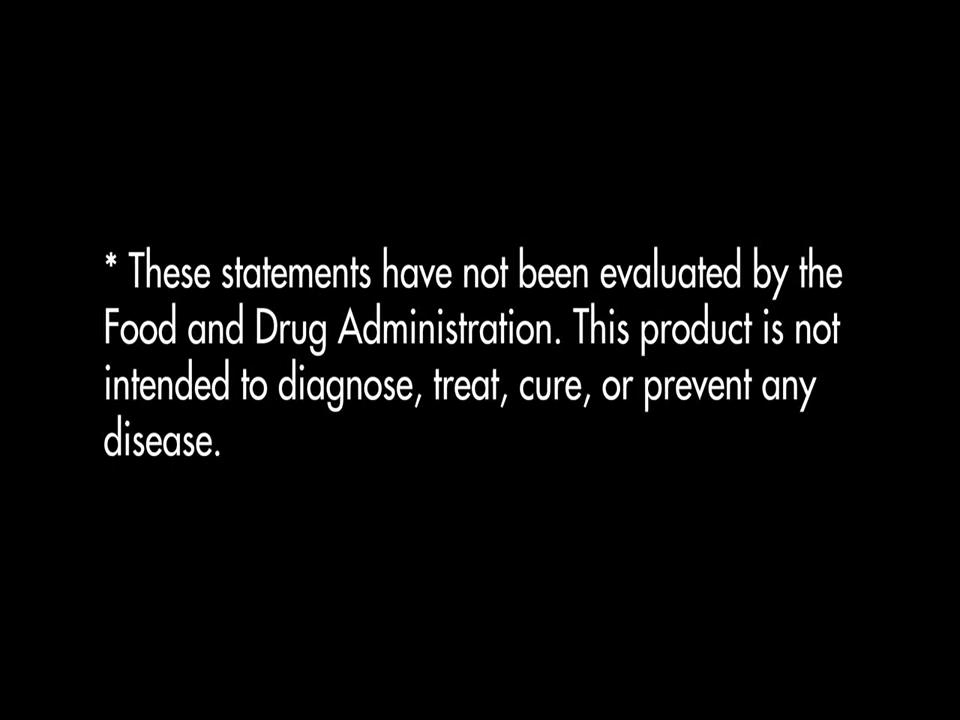 * These statements have not been evaluated by the
Food and Drug Administration. This product is not
intended to diagnose, treat, cure, or prevent any
disease.